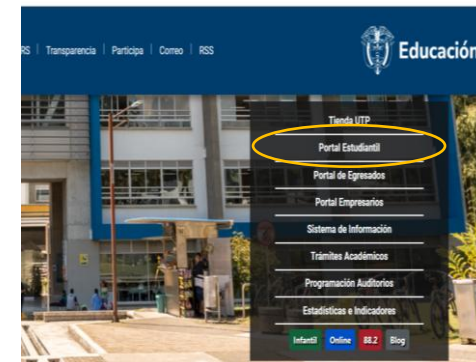 RS | Transparencia | Participa | Correo | RSS
Educación
Tienda UTP
Portal Estudiantil
Portal de Egresados
Portal Empresarios
Sistema de Información
Trámites Académicos
Programación Auditorios
Estadísticas e Indicadores
Infantil Online 88.2 Blog